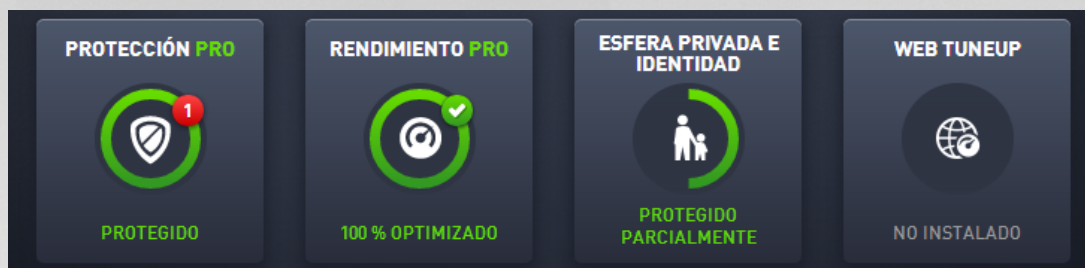 PROTECCIÓN PRO
1
PROTEGIDO
RENDIMIENTO PRO
100 % OPTIMIZADO
ESFERA PRIVADA E
IDENTIDAD
PROTEGIDO
PARCIALMENTE
WEB TUNEUP
NO INSTALADO